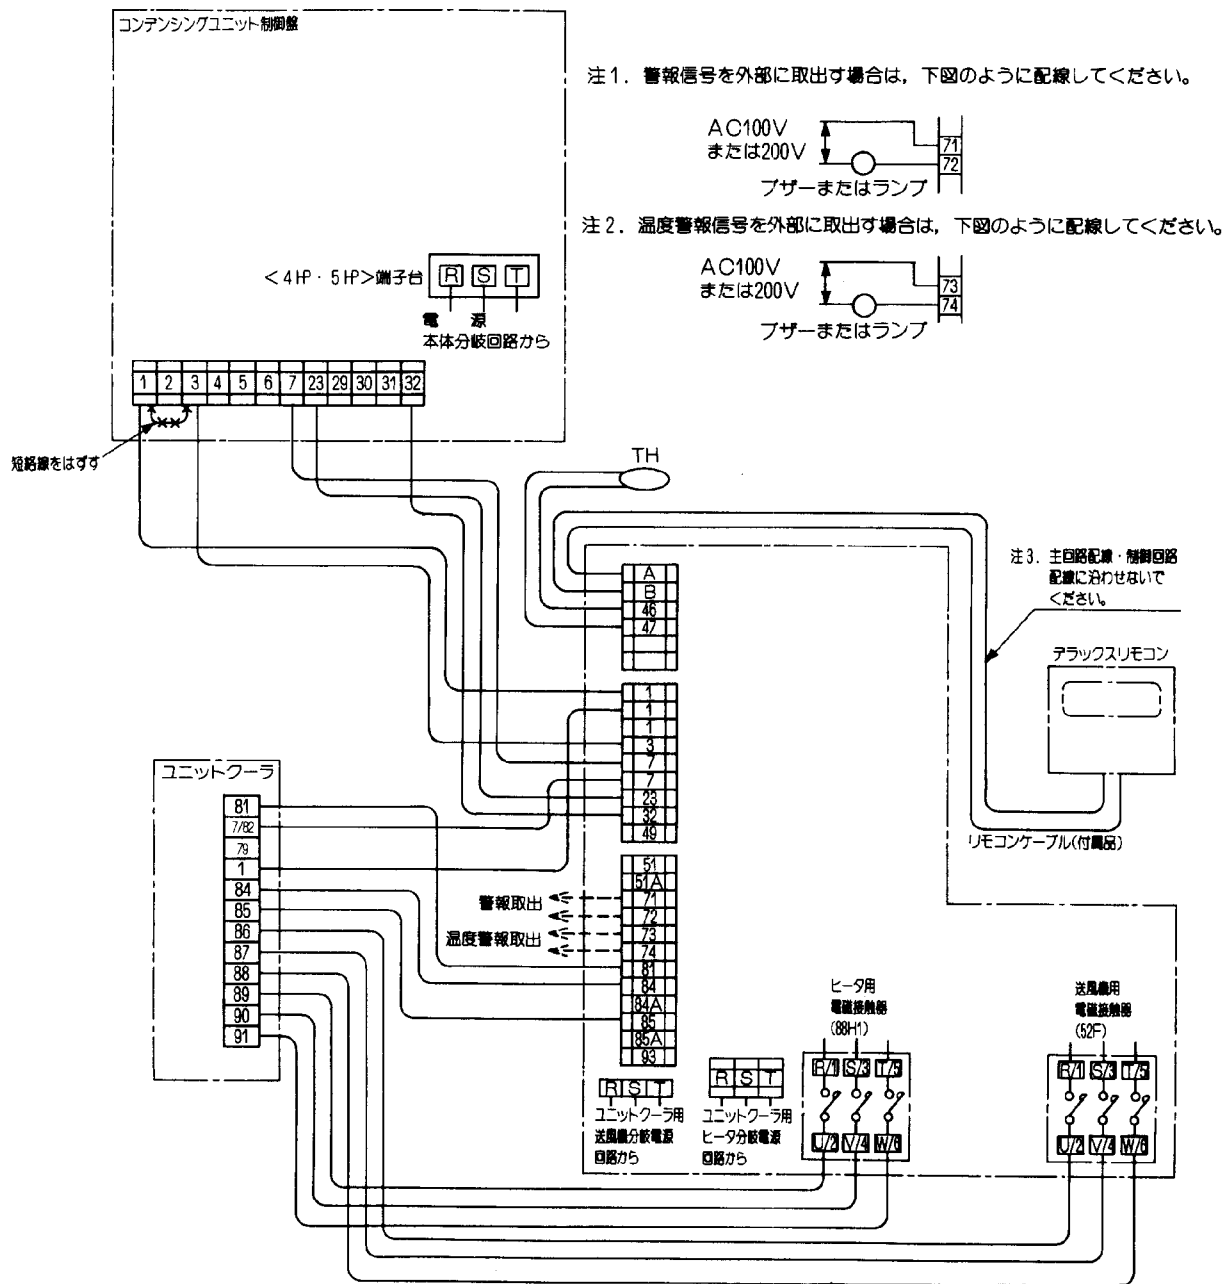 コンデンシングユニット制御盤
注1．警報信号を外部に取出す場合は，下図のように配線してください。
AC100V
または200V
71
72
ブザーまたはランプ
注2．温度警報信号を外部に取出す場合は，下図のように配線してください。
AC100V
または200V
73
74
ブザーまたはランプ
＜4HP・5HP＞端子台
R S T
電　源
本体分岐回路から
1 2 3 4 5 6 7 23 29 30 31 32
短絡線をはずす
TH
A
B
46
47
注3．主回路配線・制御回路
配線に沿わせないで
ください。
デラックスリモコン
リモコンケーブル(付属品)
1
1
1
3
7
7
23
32
49
ユニットクーラ
81
7/82
79
1
84
85
86
87
88
89
90
91
51
51A
71
72
73
74
81
84
84A
85
85A
93
警報取出
温度警報取出
R S T
ユニットクーラ用
送風機分岐電源
回路から
R S T
ユニットクーラ用
ヒータ分岐電源
回路から
ヒータ用
電磁接触器
(88H1)
R/1 S/3 T/5
U/2 V/4 W/6
送風機用
電磁接触器
(52F)
R/1 S/3 T/5
U/2 V/4 W/6